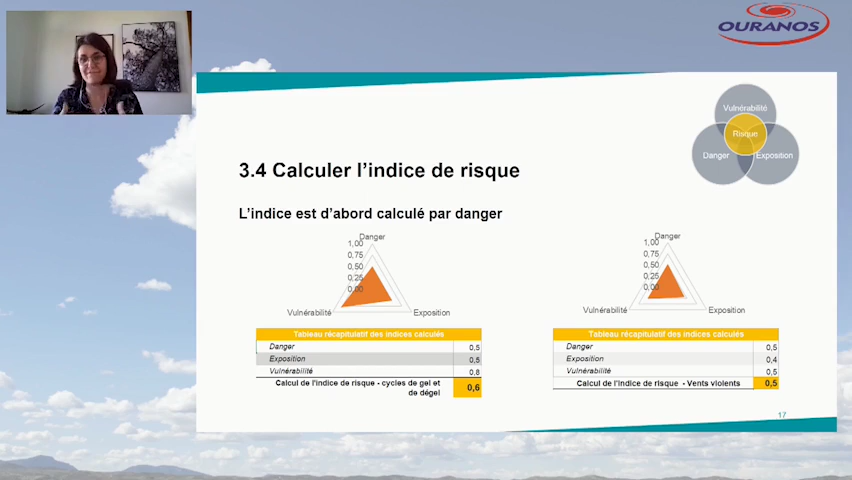 OURANOS
Vulnérabilité
Risque
Danger
Exposition
3.4 Calculer l’indice de risque
L’indice est d’abord calculé par danger
Danger
1,00
0,75
0,50
0,25
0,00
Vulnérabilité
Exposition
Tableau récapitulatif des indices calculés
Danger 0,5
Exposition 0,5
Vulnérabilité 0,8
Calcul de l'indice de risque - cycles de gel et
de dégel
0,6
Danger
1,00
0,75
0,50
0,25
0,00
Vulnérabilité
Exposition
Tableau récapitulatif des indices calculés
Danger 0,5
Exposition 0,4
Vulnérabilité 0,5
Calcul de l'indice de risque - Vents violents 0,5
17